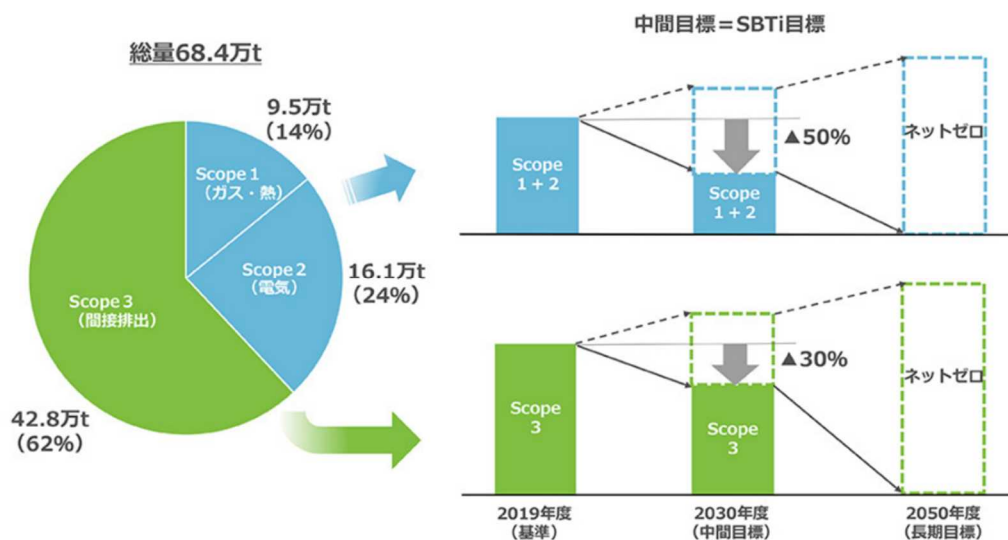 総量68.4万t
9.5万t
(14%)
Scope 1
（ガス・熱）
Scope 2
（電気）
16.1万t
(24%)
Scope 3
（間接排出）
42.8万t
(62%)
中間目標＝SBTi目標
Scope
1＋2
▲50%
Scope
1＋2
ネットゼロ
Scope
3
▲30%
Scope
3
ネットゼロ
2019年度
（基準）
2030年度
（中間目標）
2050年度
（長期目標）